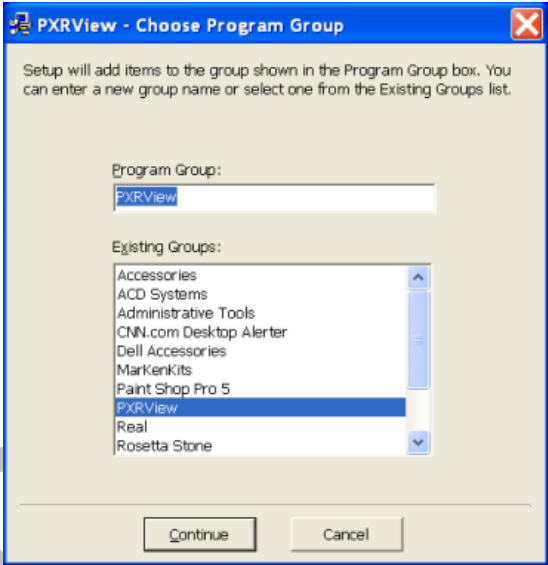 PXRView - Choose Program Group
Setup will add items to the group shown in the Program Group box. You
can enter a new group name or select one from the Existing Groups list.
Program Group:
PXRView
Existing Groups:
Accessories
ACD Systems
Administrative Tools
CNN.com Desktop Alerter
Dell Accessories
MarKenKits
Paint Shop Pro 5
PXRView
Real
Rosetta Stone
Continue
Cancel